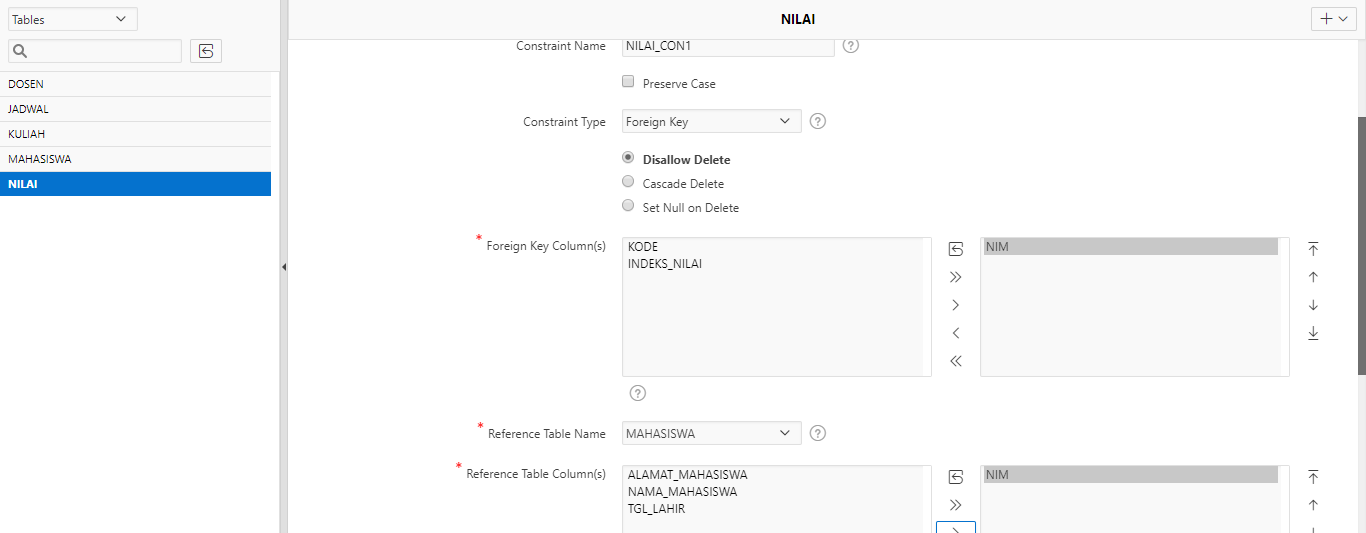 Tables
DOSEN
JADWAL
KULIAH
MAHASISWA
NILAI
NILAI
Constraint Name NILAI_CON1
Preserve Case
Constraint Type Foreign Key
Disallow Delete
Cascade Delete
Set Null on Delete
* Foreign Key Column(s)
KODE
INDEKS_NILAI
NIM
* Reference Table Name MAHASISWA
* Reference Table Column(s)
ALAMAT_MAHASISWA
NAMA_MAHASISWA
TGL_LAHIR
NIM